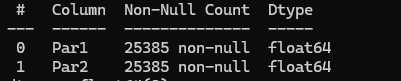 #   Column  Non-Null Count  Dtype
---  ------  --------------  -----
0   Par1    25385 non-null  float64
1   Par2    25385 non-null  float64